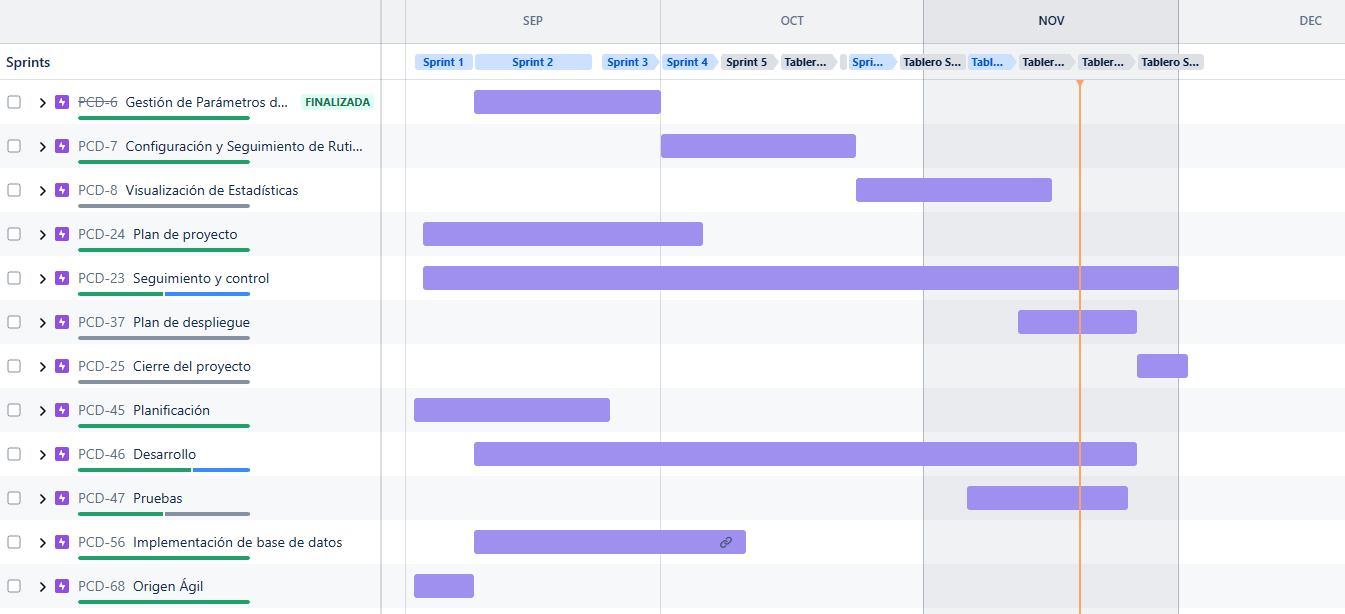 SEP OCT NOV DEC
Sprints Sprint 1 Sprint 2 Sprint 3 Sprint 4 Sprint 5 Tabler... Spri... Tablero S... Tabl... Tabler... Tabler... Tablero S...
PCD-6 Gestión de Parámetros d... FINALIZADA
PCD-7 Configuración y Seguimiento de Ruti...
PCD-8 Visualización de Estadísticas
PCD-24 Plan de proyecto
PCD-23 Seguimiento y control
PCD-37 Plan de despliegue
PCD-25 Cierre del proyecto
PCD-45 Planificación
PCD-46 Desarrollo
PCD-47 Pruebas
PCD-56 Implementación de base de datos
PCD-68 Origen Ágil